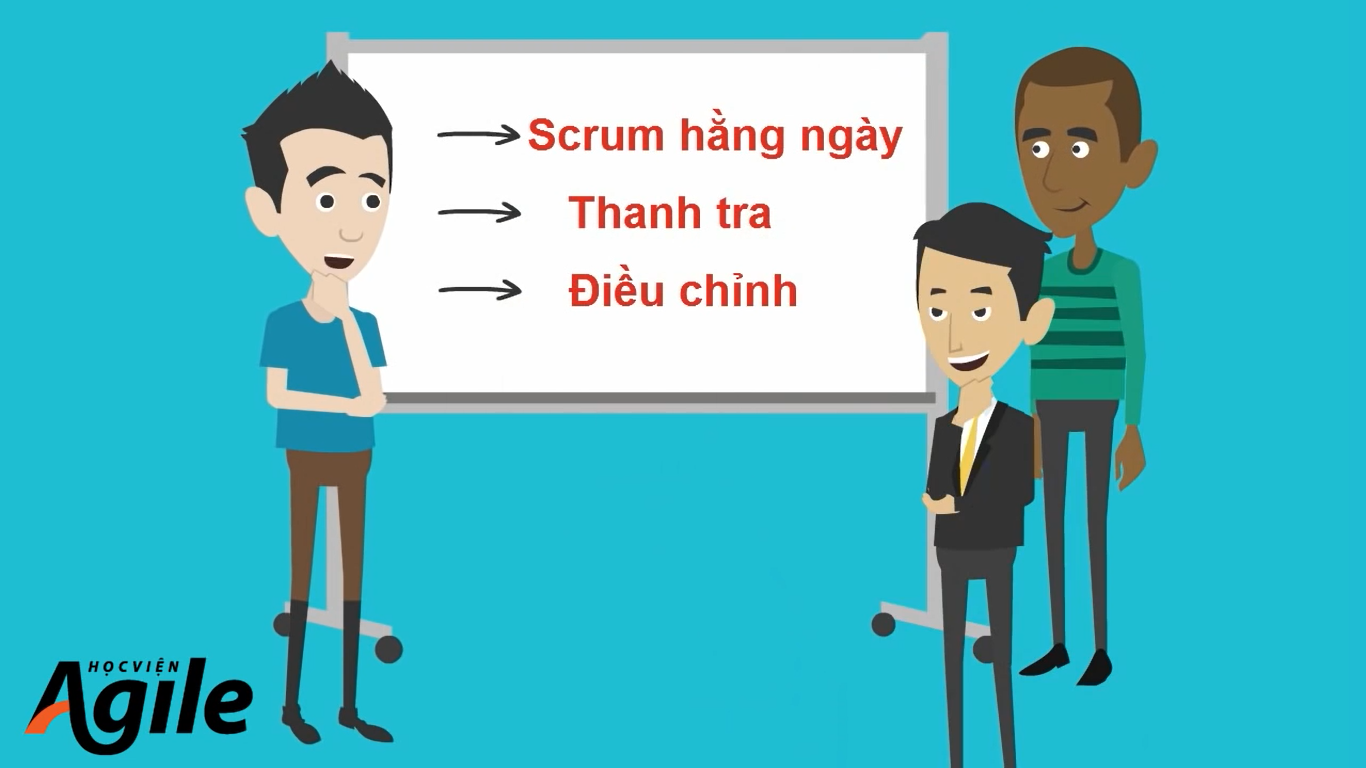 Scrum hằng ngày
Thanh tra
Điều chỉnh
HỌC VIỆN
Agile